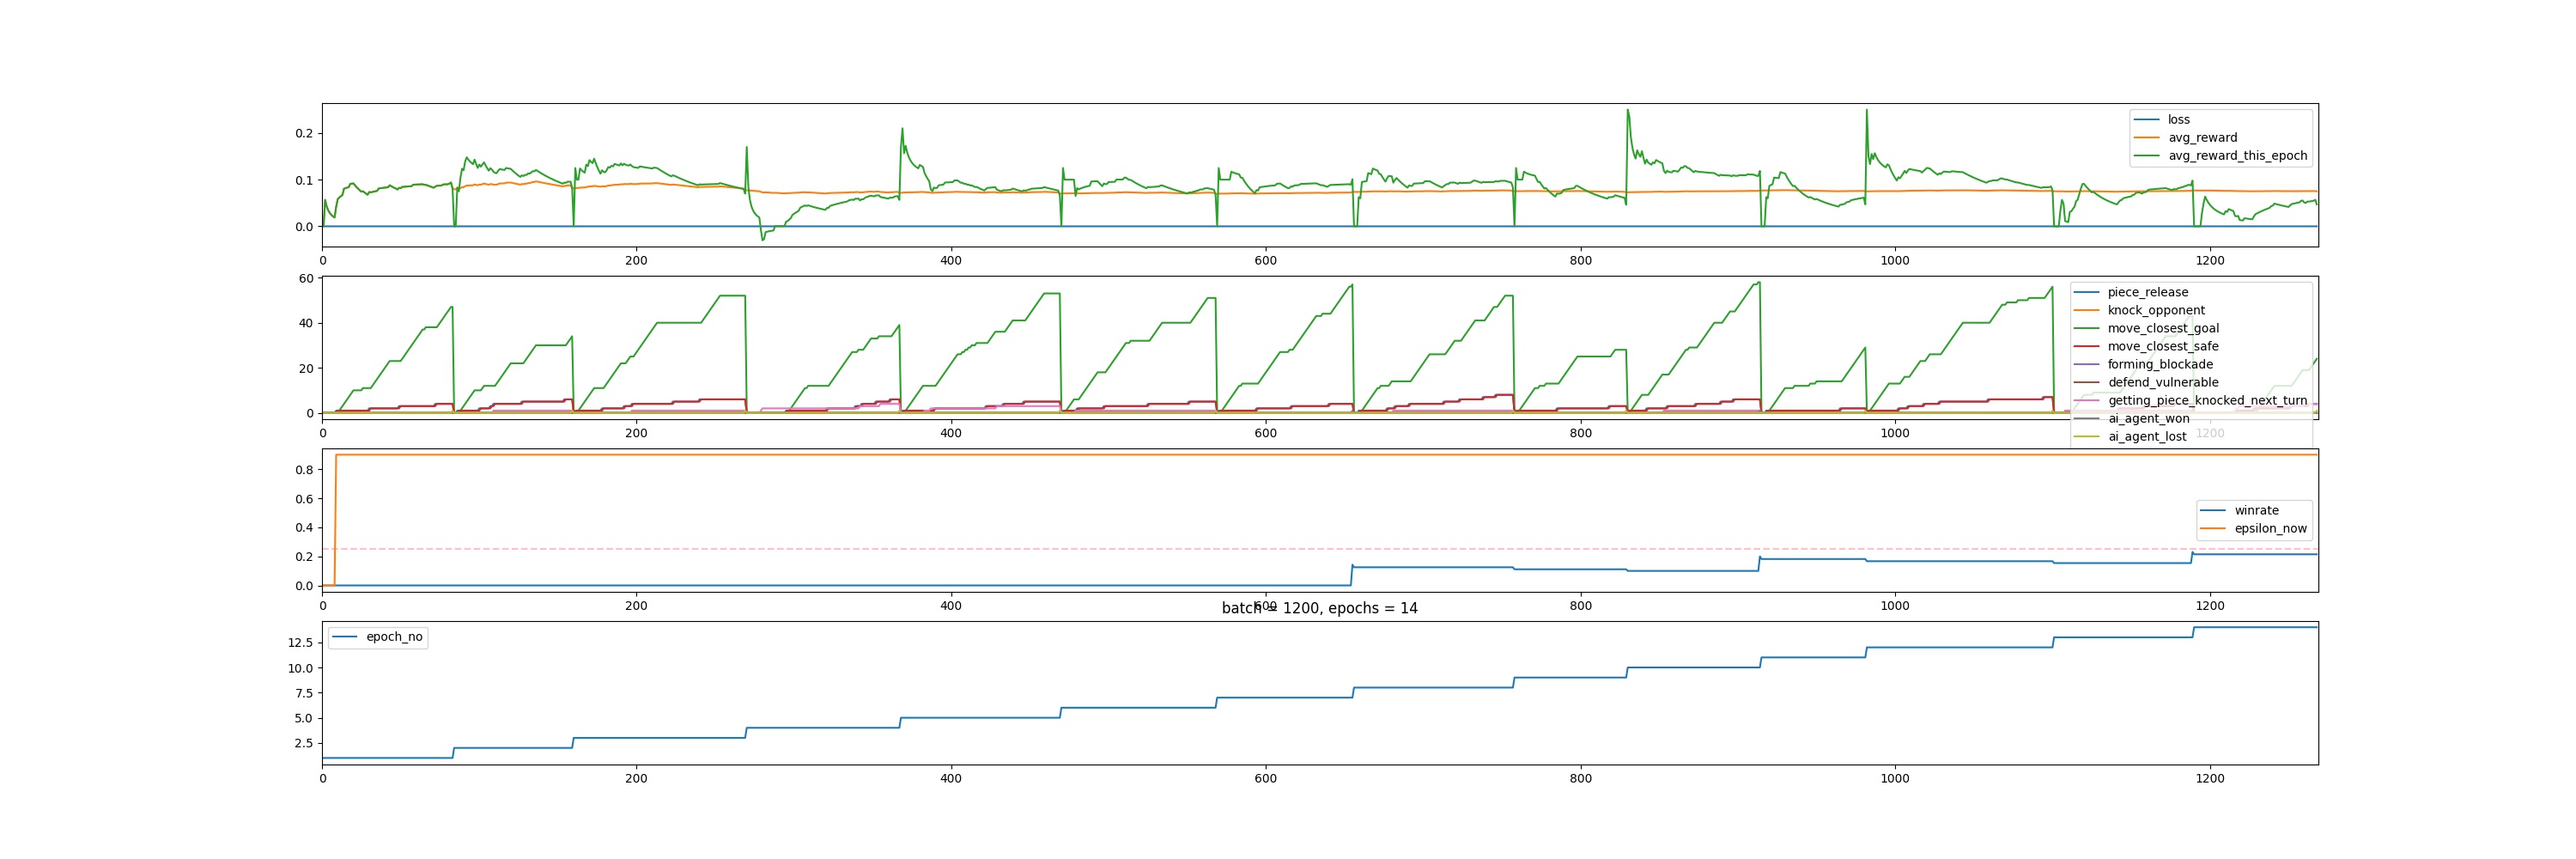 0.2
0.1
0.0
loss
avg_reward
avg_reward_this_epoch
0 200 400 600 800 1000 1200
60
40
20
0
piece_release
knock_opponent
move_closest_goal
move_closest_safe
forming_blockade
defend_vulnerable
getting_piece_knocked_next_turn
ai_agent_won
ai_agent_lost
0 200 400 600 800 1000 1200
0.8
0.6
0.4
0.2
0.0
winrate
epsilon_now
0 200 400 600 800 1000 1200
batch = 1200, epochs = 14
12.5
10.0
7.5
5.0
2.5
epoch_no
0 200 400 600 800 1000 1200